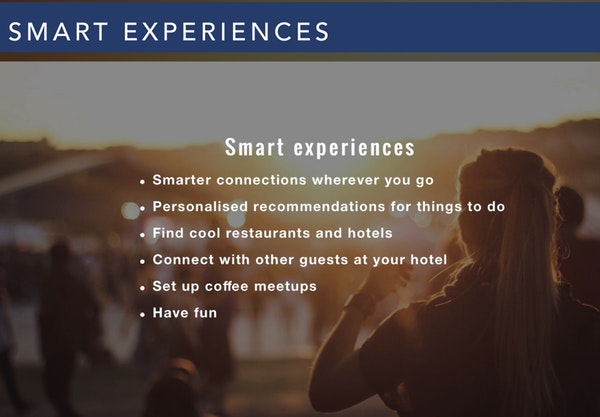 SMART EXPERIENCES
Smart experiences
• Smarter connections wherever you go
• Personalised recommendations for things to do
• Find cool restaurants and hotels
• Connect with other guests at your hotel
• Set up coffee meetups
• Have fun